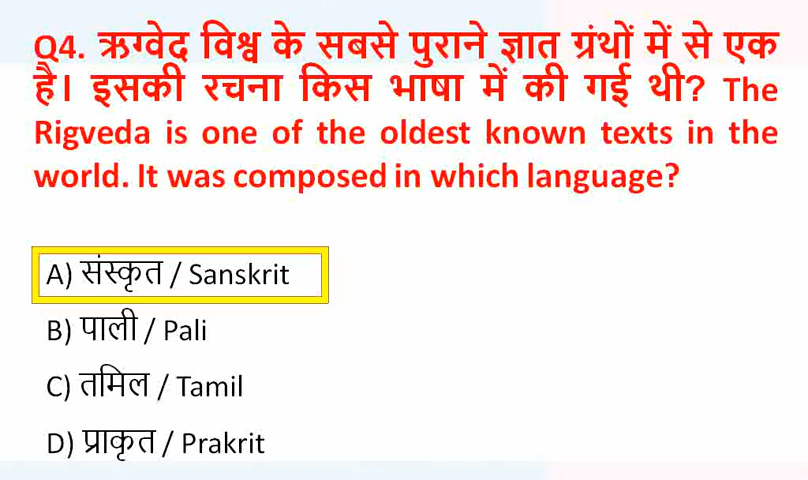 Q4. ऋग्वेद विश्व के सबसे पुराने ज्ञात ग्रंथों में से एक
है। इसकी रचना किस भाषा में की गई थी? The
Rigveda is one of the oldest known texts in the
world. It was composed in which language?
A) संस्कृत / Sanskrit
B) पाली / Pali
C) तमिल / Tamil
D) प्राकृत / Prakrit